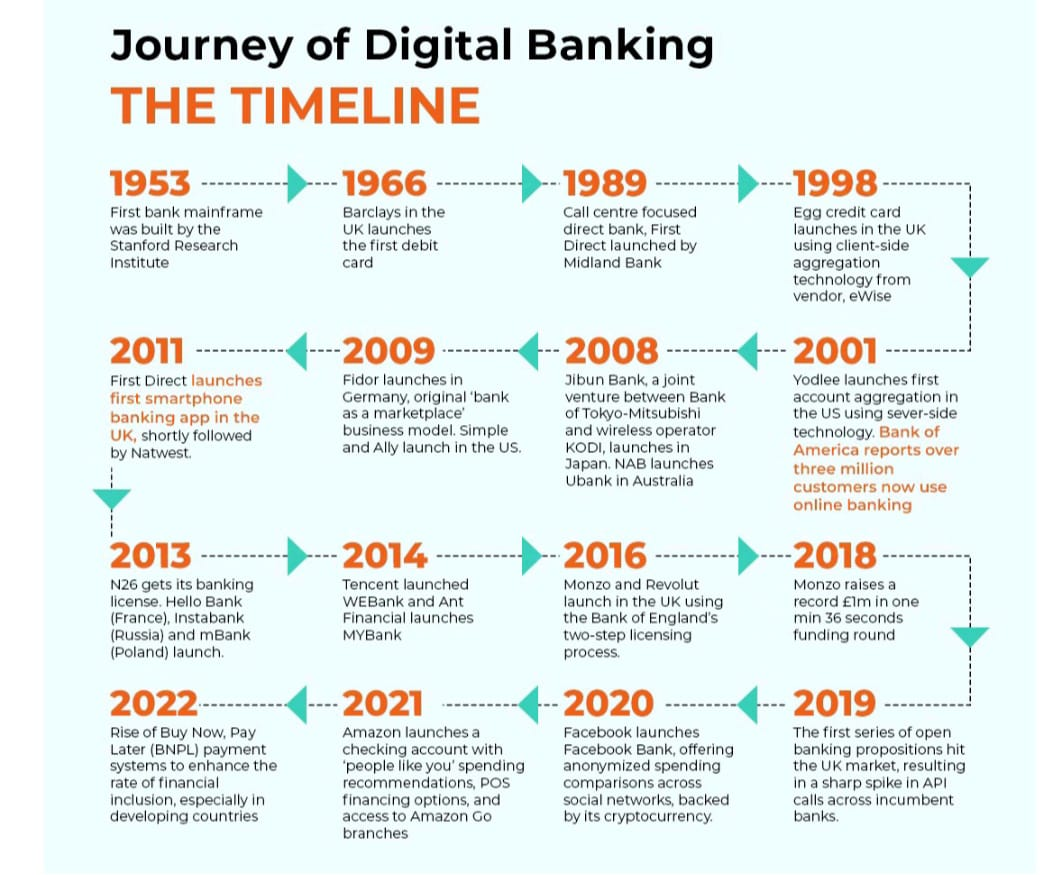 Journey of Digital Banking
THE TIMELINE
1953
First bank mainframe
was built by the
Stanford Research
Institute
1966
Barclays in the
UK launches
the first debit
card
1989
Call centre focused
direct bank, First
Direct launched by
Midland Bank
1998
Egg credit card
launches in the UK
using client-side
aggregation
technology from
vendor, eWise
2001
Yodlee launches first
account aggregation in
the US using sever-side
technology. Bank of
America reports over
three million
customers now use
online banking
2008
Jibun Bank, a joint
venture between Bank
of Tokyo-Mitsubishi
and wireless operator
KODI, launches in
Japan. NAB launches
Ubank in Australia
2009
Fidor launches in
Germany, original ‘bank
as a marketplace’
business model. Simple
and Ally launch in the US.
2011
First Direct launches
first smartphone
banking app in the
UK, shortly followed
by Natwest.
2013
N26 gets its banking
license. Hello Bank
(France), Instabank
(Russia) and mBank
(Poland) launch.
2014
Tencent launched
WEBank and Ant
Financial launches
MYBank
2016
Monzo and Revolut
launch in the UK using
the Bank of England’s
two-step licensing
process.
2018
Monzo raises a
record £1m in one
min 36 seconds
funding round
2019
The first series of open
banking propositions hit
the UK market, resulting
in a sharp spike in API
calls across incumbent
banks.
2020
Facebook launches
Facebook Bank, offering
anonymized spending
comparisons across
social networks, backed
by its cryptocurrency.
2021
Amazon launches a
checking account with
‘people like you’ spending
recommendations, POS
financing options, and
access to Amazon Go
branches
2022
Rise of Buy Now, Pay
Later (BNPL) payment
systems to enhance the
rate of financial
inclusion, especially in
developing countries